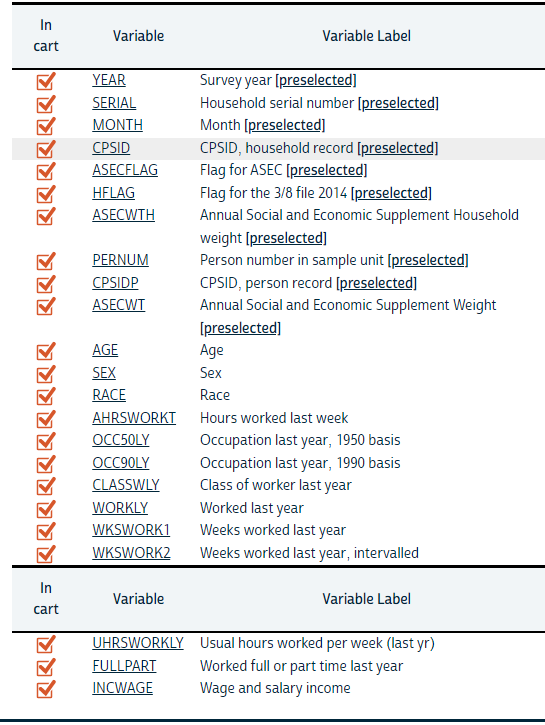 In cart Variable Variable Label
YEAR Survey year [preselected]
SERIAL Household serial number [preselected]
MONTH Month [preselected]
CPSID CPSID, household record [preselected]
ASECFLAG Flag for ASEC [preselected]
HFLAG Flag for the 3/8 file 2014 [preselected]
ASECWTH Annual Social and Economic Supplement Household
weight [preselected]
PERNUM Person number in sample unit [preselected]
CPSIDP CPSID, person record [preselected]
ASECWT Annual Social and Economic Supplement Weight
[preselected]
AGE Age
SEX Sex
RACE Race
AHRSWORKT Hours worked last week
OCC50LY Occupation last year, 1950 basis
OCC90LY Occupation last year, 1990 basis
CLASSWLY Class of worker last year
WORKLY Worked last year
WKSWORK1 Weeks worked last year
WKSWORK2 Weeks worked last year, intervalled
In cart Variable Variable Label
UHRSWORKLY Usual hours worked per week (last yr)
FULLPART Worked full or part time last year
INCWAGE Wage and salary income